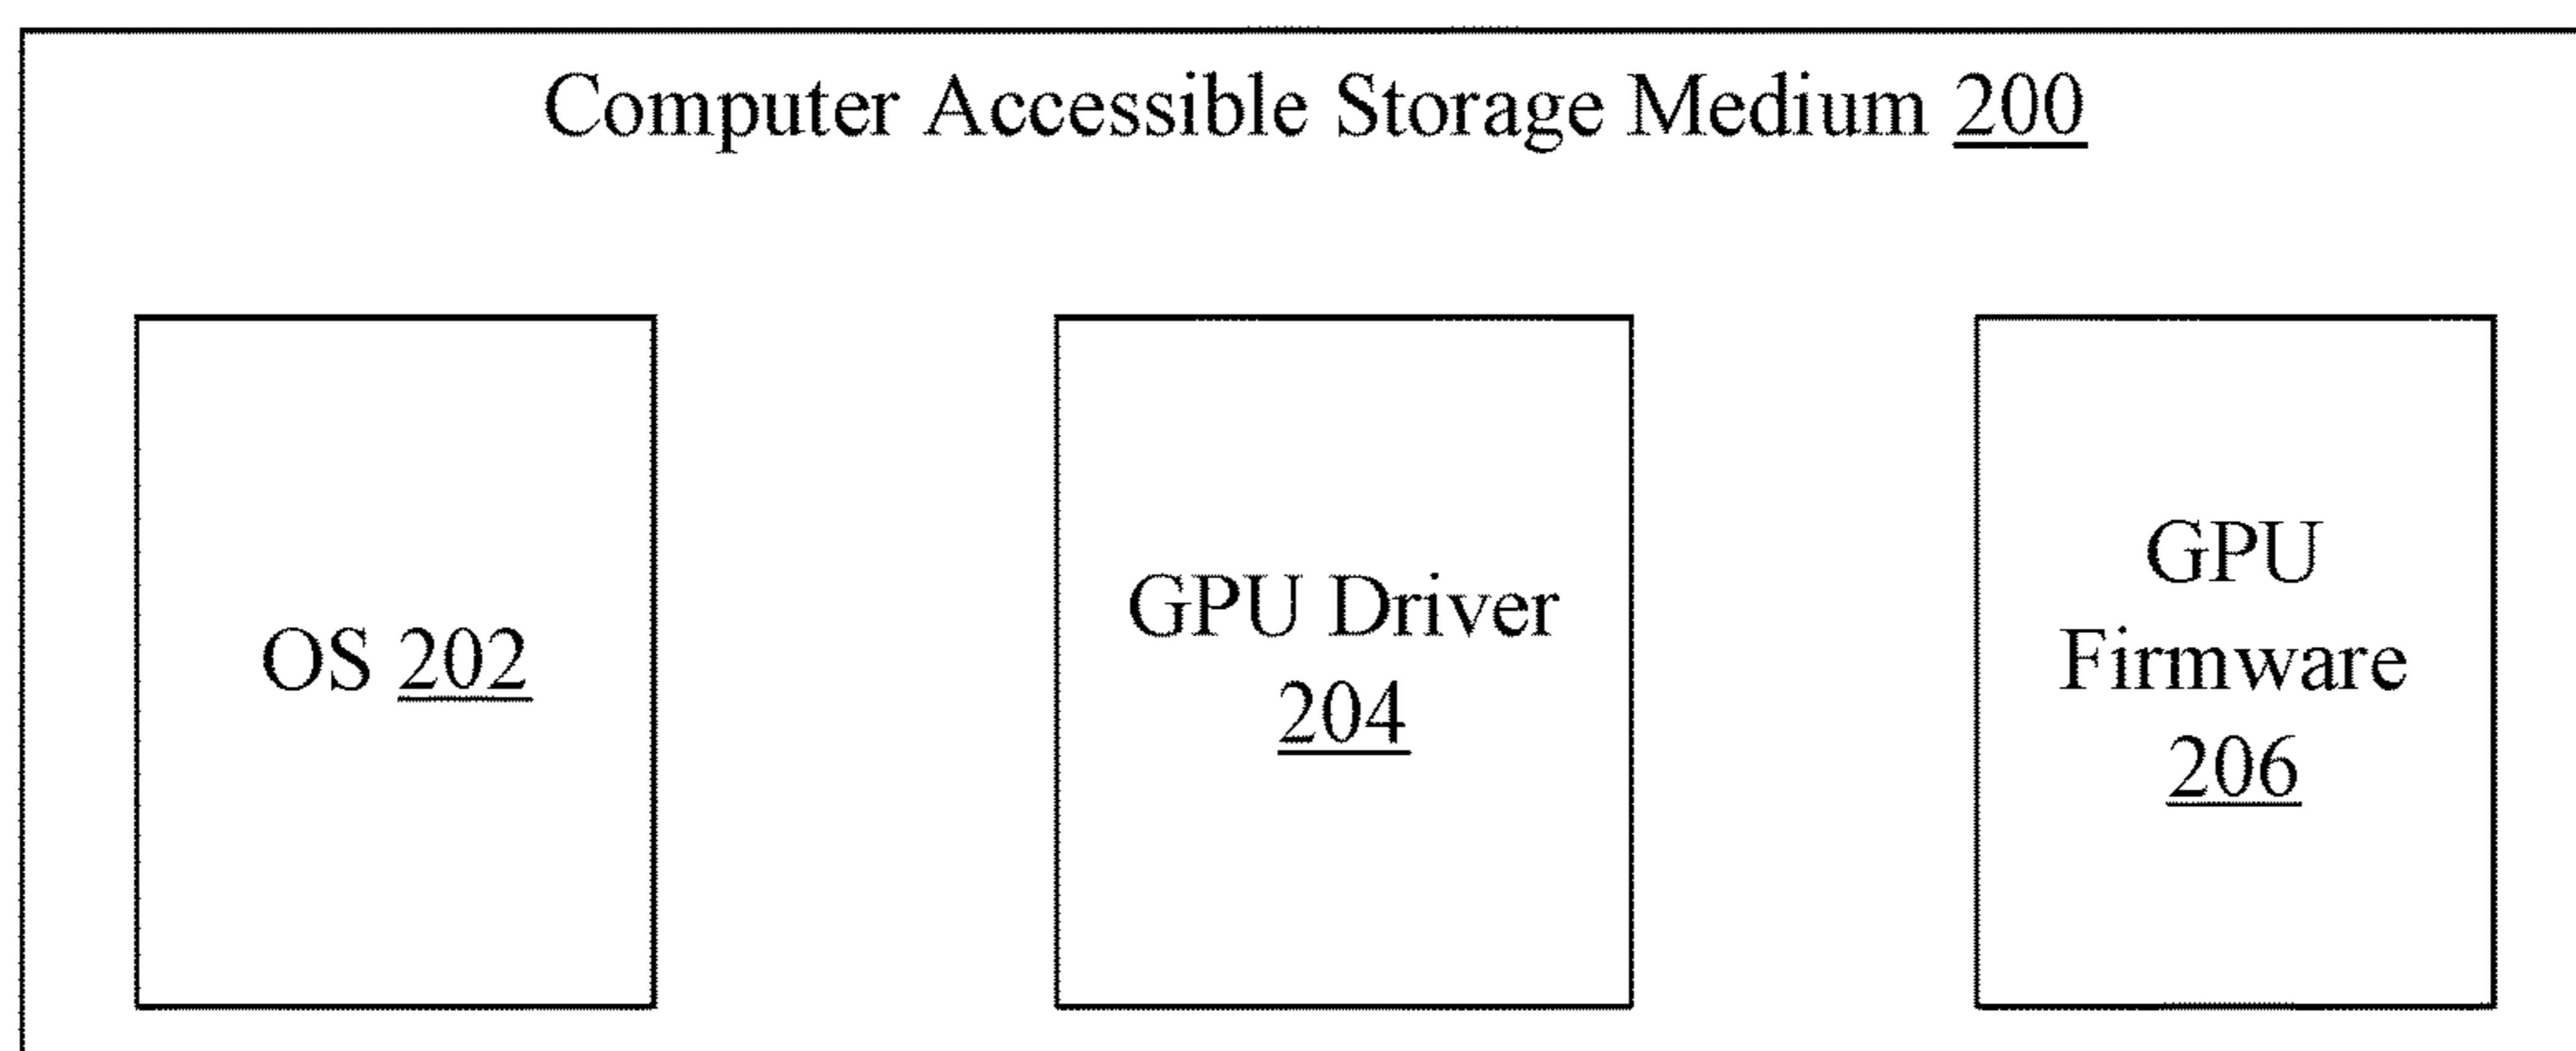 Computer Accessible Storage Medium 200
OS 202
GPU Driver
204
GPU
Firmware
206